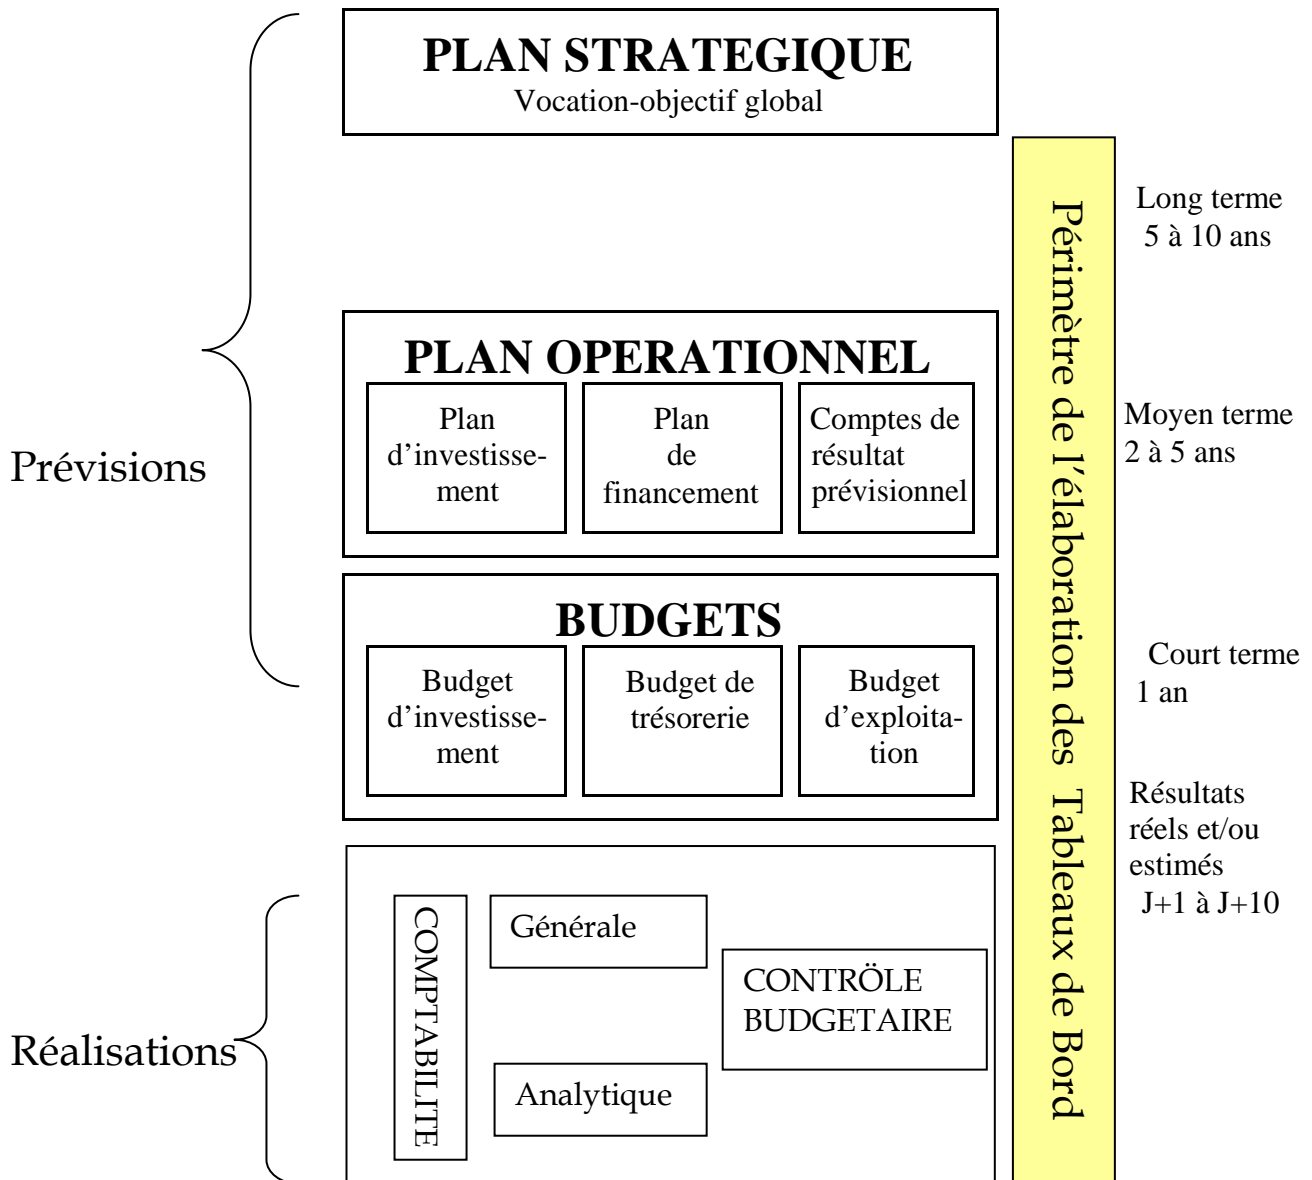 PLAN STRATEGIQUE
Vocation-objectif global
Long terme
5 à 10 ans
PLAN OPERATIONNEL
Plan
d’investisse-
ment
Plan
de
financement
Comptes de
résultat
prévisionnel
Moyen terme
2 à 5 ans
Prévisions
BUDGETS
Budget
d’investisse-
ment
Budget de
trésorerie
Budget
d’exploita-
tion
Court terme
1 an
Périmètre de l’élaboration des Tableaux de Bord
Résultats
réels et/ou
estimés
J+1 à J+10
Réalisations
COMPTABILITE
Générale
Analytique
CONTRÖLE
BUDGETAIRE